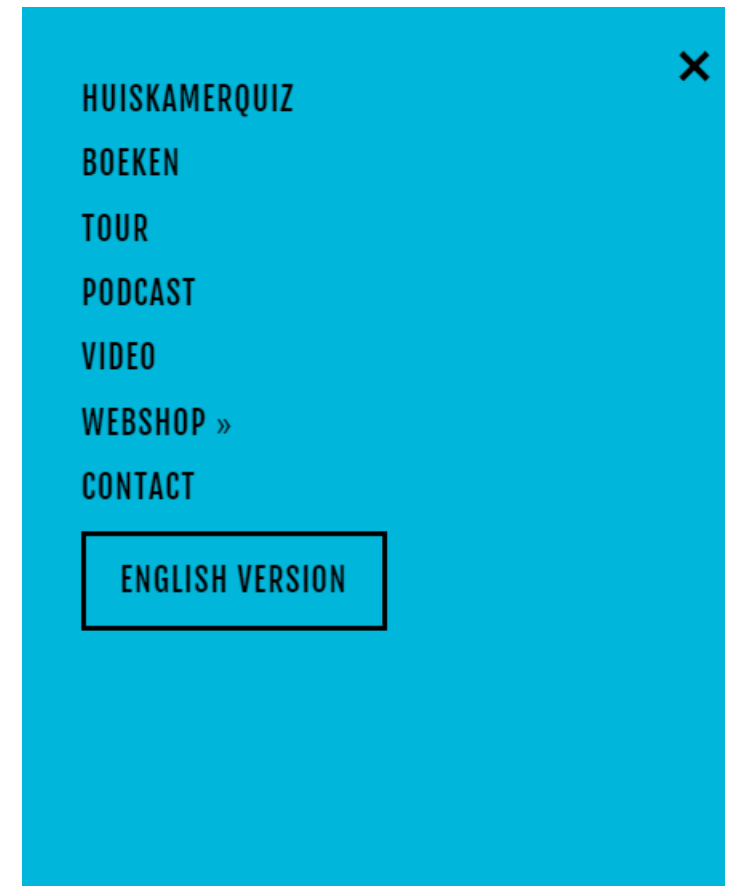 HUISKAMERQUIZ
BOEKEN
TOUR
PODCAST
VIDEO
WEBSHOP »
CONTACT
ENGLISH VERSION